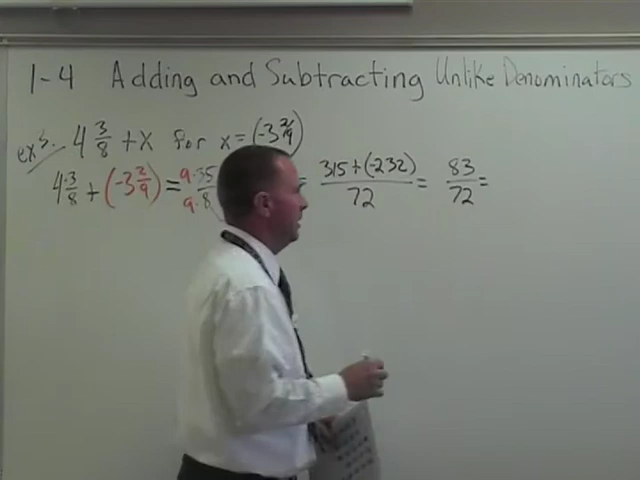 1-4 Adding and Subtracting Unlike Denominators
ex3. 4 3/8 + x for x = (-3 2/9)
4 3/8 + (-3 2/9) = 9·35/9·8 = 315+(-232)/72 = 83/72 =